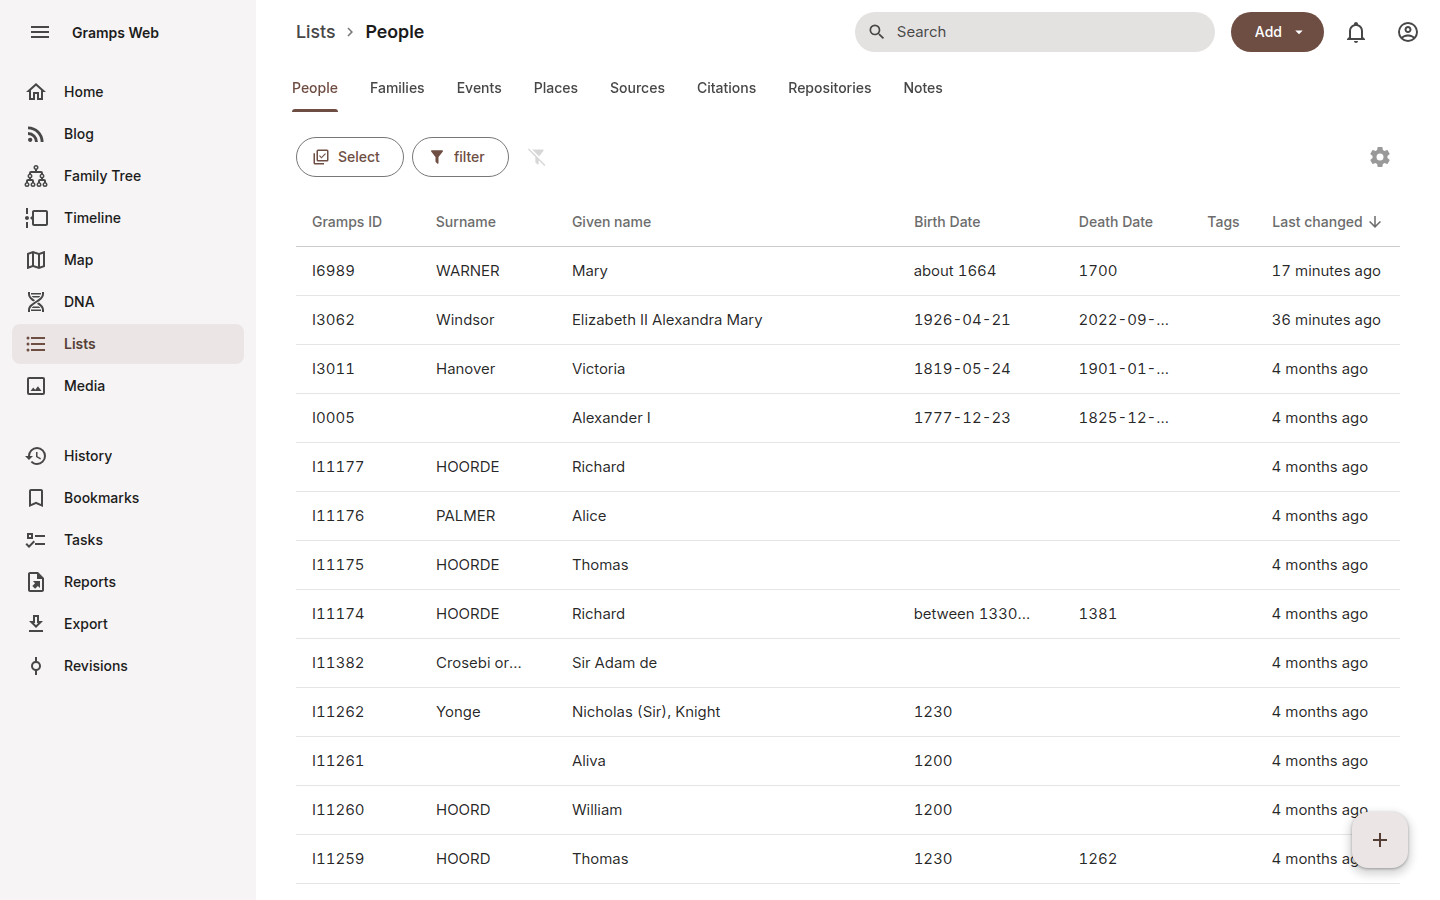 Gramps Web
Home
Blog
Family Tree
Timeline
Map
DNA
Lists
Media
History
Bookmarks
Tasks
Reports
Export
Revisions
Lists > People
Search
Add
People Families Events Places Sources Citations Repositories Notes
Select filter
Gramps ID Surname Given name Birth Date Death Date Tags Last changed
I6989 WARNER Mary about 1664 1700 17 minutes ago
I3062 Windsor Elizabeth II Alexandra Mary 1926-04-21 2022-09-... 36 minutes ago
I3011 Hanover Victoria 1819-05-24 1901-01-... 4 months ago
I0005 Alexander I 1777-12-23 1825-12-... 4 months ago
I11177 HOORDE Richard 4 months ago
I11176 PALMER Alice 4 months ago
I11175 HOORDE Thomas 4 months ago
I11174 HOORDE Richard between 1330... 1381 4 months ago
I11382 Crosebi or... Sir Adam de 4 months ago
I11262 Yonge Nicholas (Sir), Knight 1230 4 months ago
I11261 Aliva 1200 4 months ago
I11260 HOORD William 1200 4 months ago
I11259 HOORD Thomas 1230 1262 4 months ago